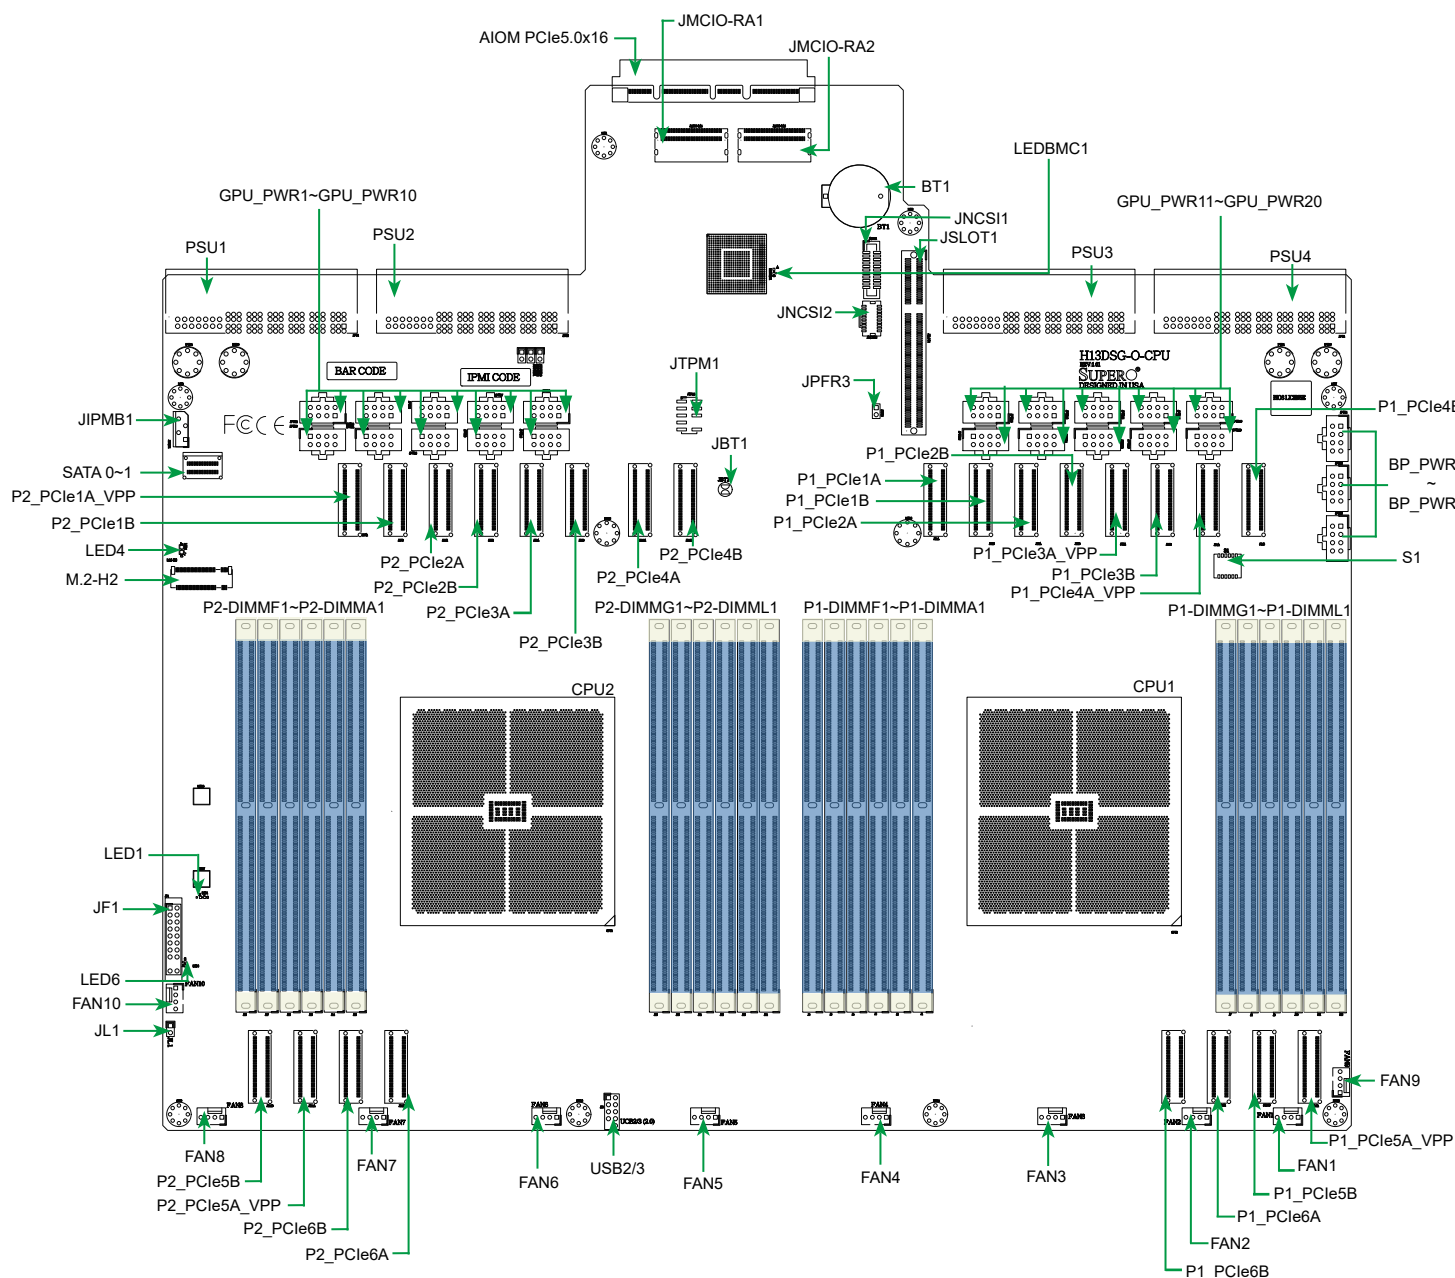 JMCIO-RA1
AIOM PCIe5.0x16
JMCIO-RA2
LEDBMC1
BT1
GPU_PWR1~GPU_PWR10
GPU_PWR11~GPU_PWR20
JNCSI1
BT1
JSLOT1
PSU1
PSU2
PSU3
PSU4
JNCSI2
H13DSG-O-CPU
SUPERO
DESIGNED IN USA
BAR CODE
IPMI CODE
JTPM1
JPFR3
JIPMB1
FC CE
P1_PCIe4B
JBT1
P1_PCIe2B
SATA 0~1
P1_PCIe1A
BP_PWR
P2_PCIe1A_VPP
P1_PCIe1B
~
P2_PCIe1B
P1_PCIe2A
BP_PWR
LED4
P2_PCIe2A
P2_PCIe4B
P1_PCIe3A_VPP
S1
M.2-H2
P2_PCIe2B
P2_PCIe4A
P1_PCIe3B
P2_PCIe3A
P1_PCIe4A_VPP
P2-DIMMF1~P2-DIMMA1
P2-DIMMG1~P2-DIMML1
P1-DIMMF1~P1-DIMMA1
P1-DIMMG1~P1-DIMML1
P2_PCIe3B
CPU2
CPU1
LED1
JF1
LED6
FAN10
FAN10
JL1
FAN9
FAN8
FAN7
FAN6
USB2/3
FAN5
FAN4
FAN3
FAN1
P1_PCIe5A_VPP
P2_PCIe5B
P1_PCIe5B
P2_PCIe5A_VPP
P1_PCIe6A
P2_PCIe6B
FAN2
P2_PCIe6A
P1_PCIe6B